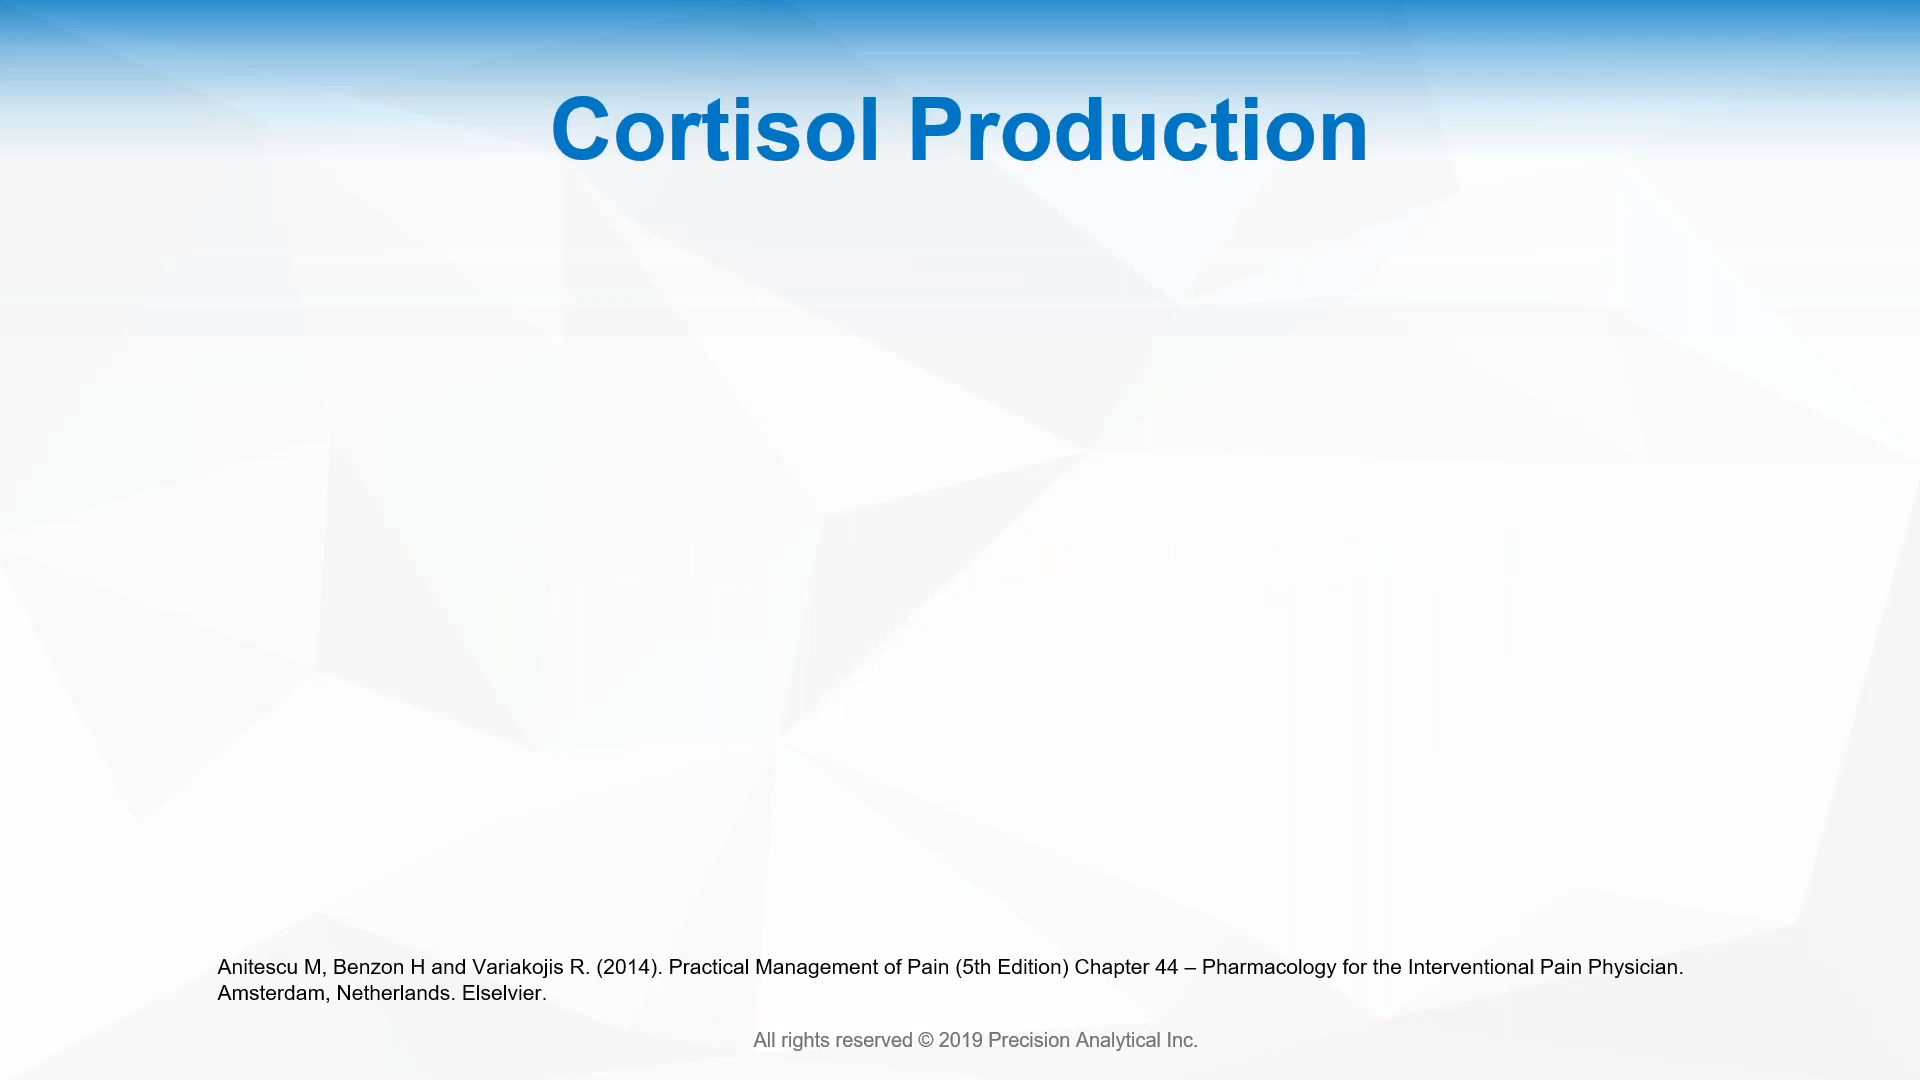 Cortisol Production
Anitescu M, Benzon H and Variakojis R. (2014). Practical Management of Pain (5th Edition) Chapter 44 – Pharmacology for the Interventional Pain Physician.
Amsterdam, Netherlands. Elselvier.
All rights reserved © 2019 Precision Analytical Inc.